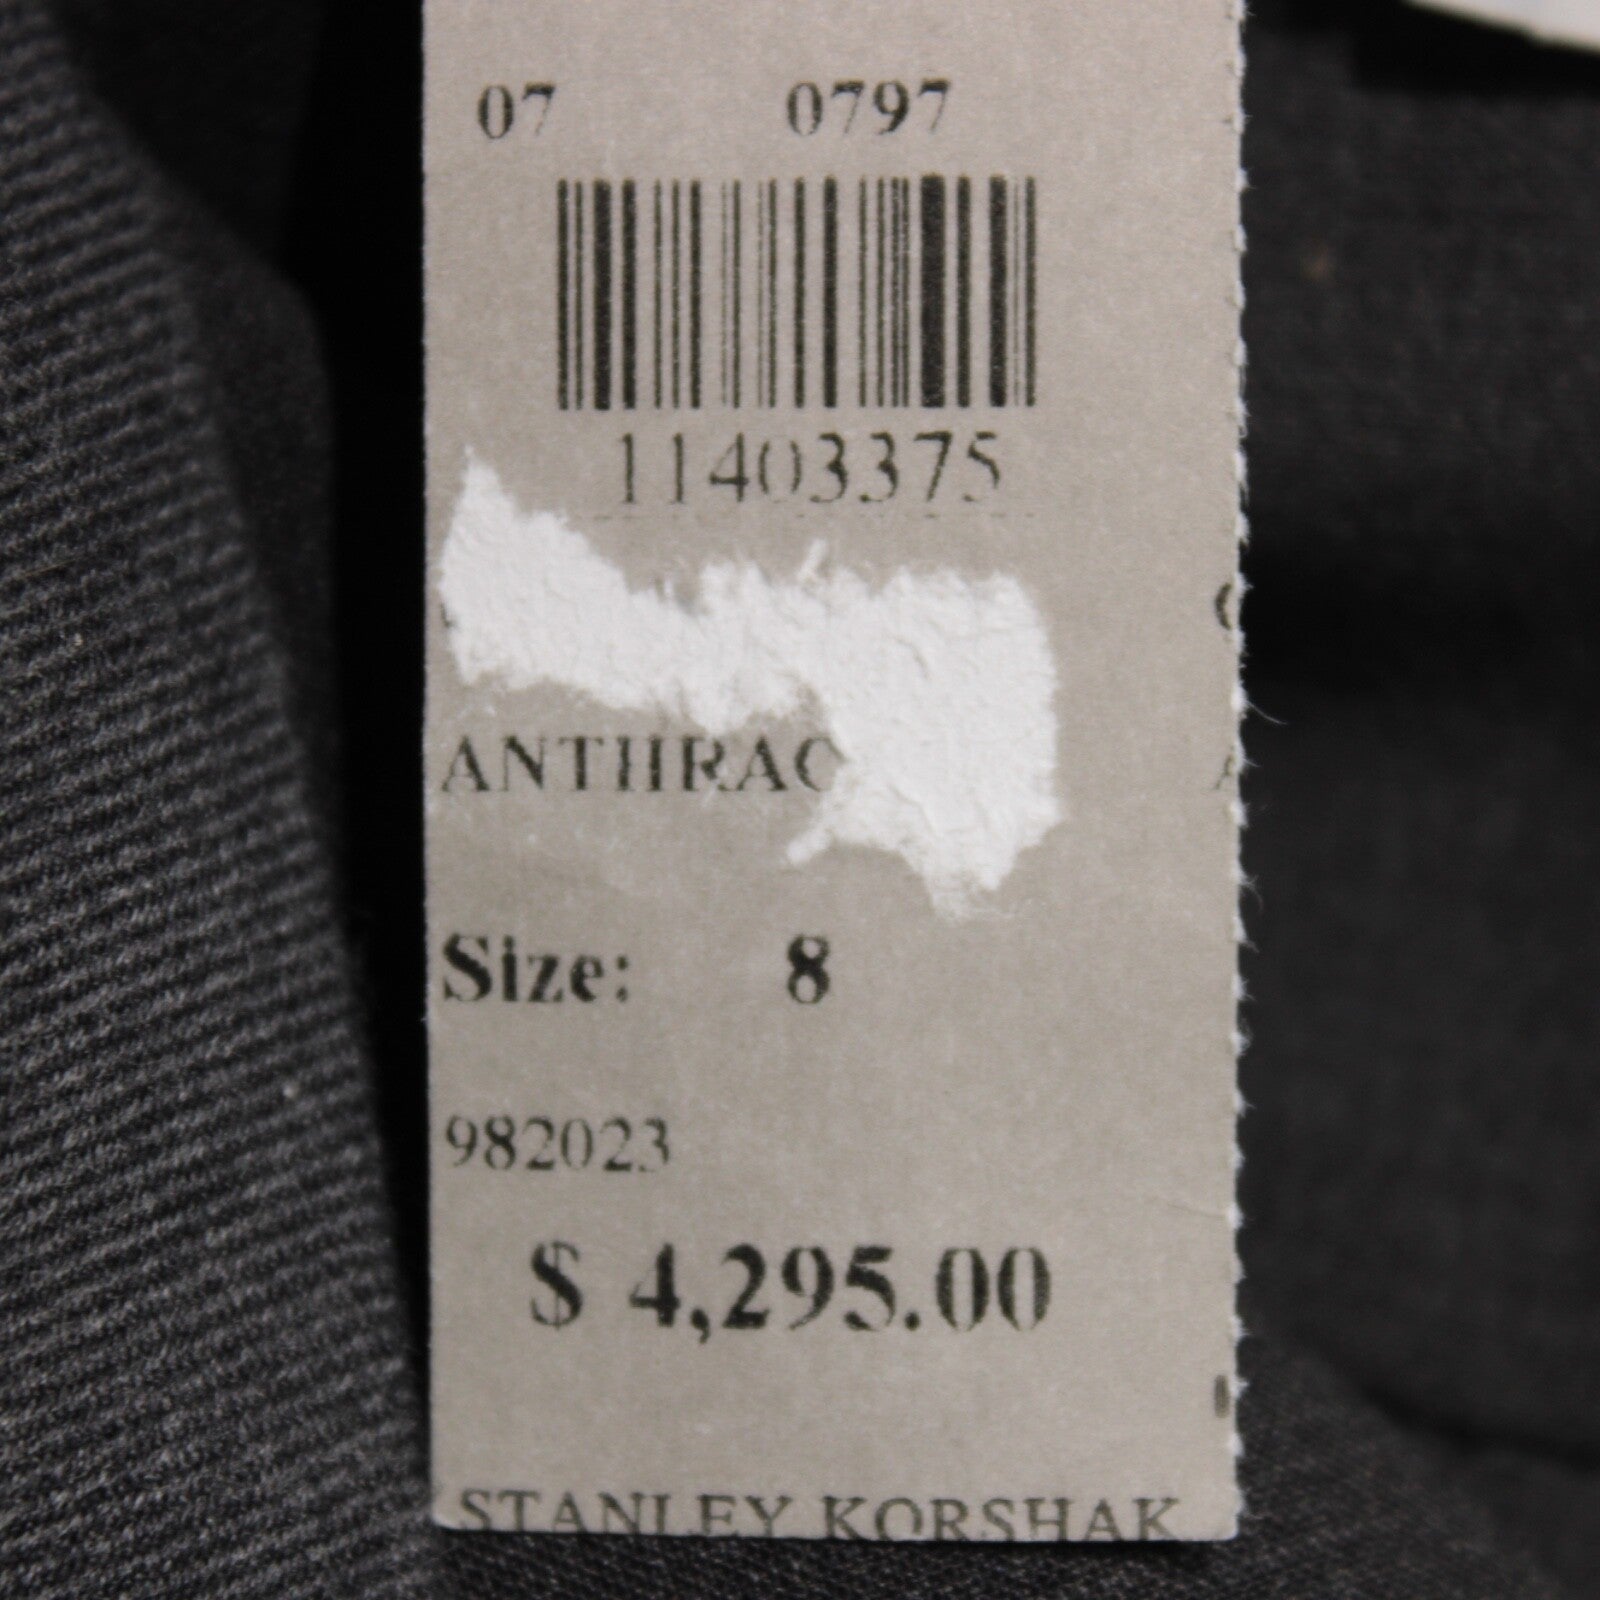 07 0797
11403375
ANTHRAC
Size: 8
982023
$ 4,295.00
STANLEY KORSHAK